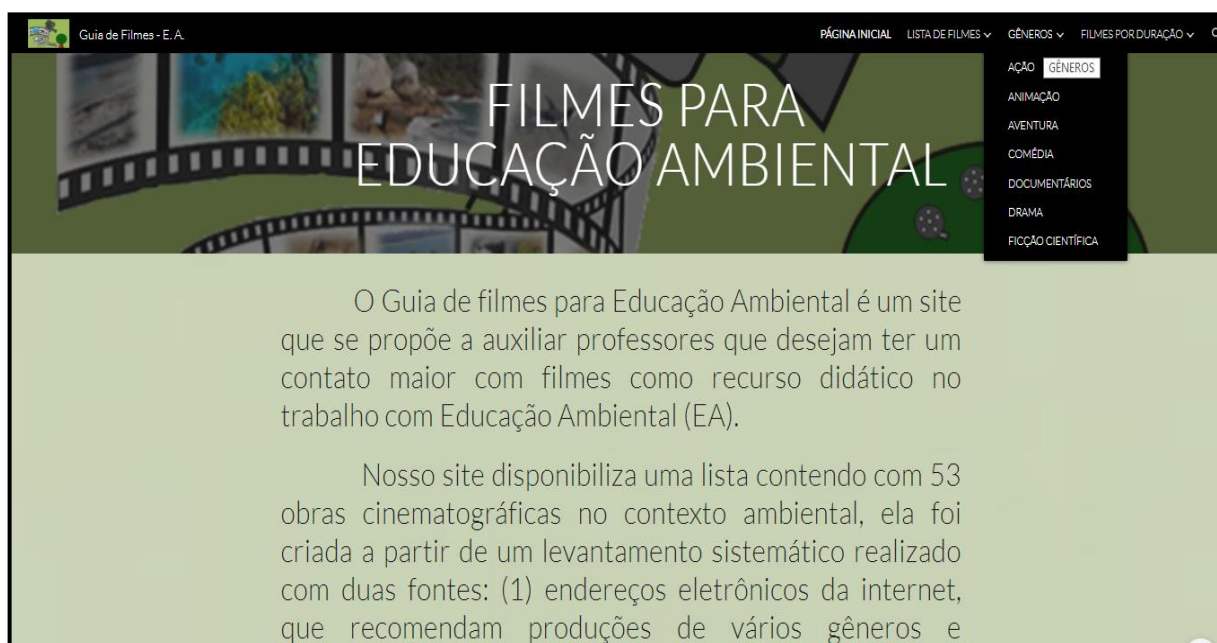 Guia de Filmes - E. A.
PÁGINA INICIAL LISTA DE FILMES GÊNEROS FILMES POR DURAÇÃO
AÇÃO GÊNEROS
ANIMAÇÃO
AVENTURA
COMÉDIA
DOCUMENTÁRIOS
DRAMA
FICÇÃO CIENTÍFICA
FILMES PARA
EDUCAÇÃO AMBIENTAL
O Guia de filmes para Educação Ambiental é um site
que se propõe a auxiliar professores que desejam ter um
contato maior com filmes como recurso didático no
trabalho com Educação Ambiental (EA).
Nosso site disponibiliza uma lista contendo com 53
obras cinematográficas no contexto ambiental, ela foi
criada a partir de um levantamento sistemático realizado
com duas fontes: (1) endereços eletrônicos da internet,
que recomendam produções de vários gêneros e